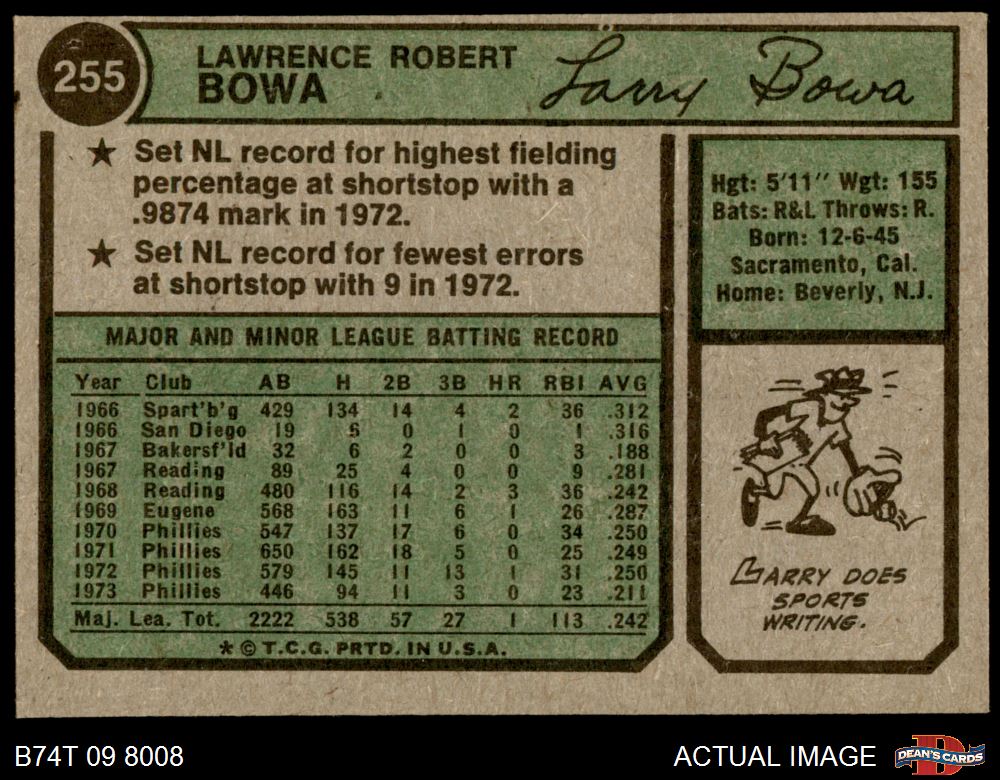 255
LAWRENCE ROBERT
BOWA
Larry Bowa
★ Set NL record for highest fielding
percentage at shortstop with a
.9874 mark in 1972.
★ Set NL record for fewest errors
at shortstop with 9 in 1972.
Hgt: 5'11" Wgt: 155
Bats: R&L Throws: R.
Born: 12-6-45
Sacramento, Cal.
Home: Beverly, N.J.
MAJOR AND MINOR LEAGUE BATTING RECORD
Year Club AB H 2B 3B HR RBI AVG
1966 Spart'b'g 429 134 14 4 2 36 .312
1966 San Diego 19 6 0 1 0 1 .316
1967 Bakersf'ld 32 6 2 0 0 3 .188
1967 Reading 89 25 4 0 0 9 .281
1968 Reading 480 116 14 2 3 36 .242
1969 Eugene 568 163 11 6 1 26 .287
1970 Phillies 547 137 17 6 0 34 .250
1971 Phillies 650 162 18 5 0 25 .249
1972 Phillies 579 145 11 13 1 31 .250
1973 Phillies 446 94 11 3 0 23 .211
Maj. Lea. Tot. 2222 538 57 27 1 113 .242
* © T.C.G. PRTD. IN U.S.A.
LARRY DOES
SPORTS
WRITING.
B74T 09 8008
ACTUAL IMAGE
DEAN'S CARDS